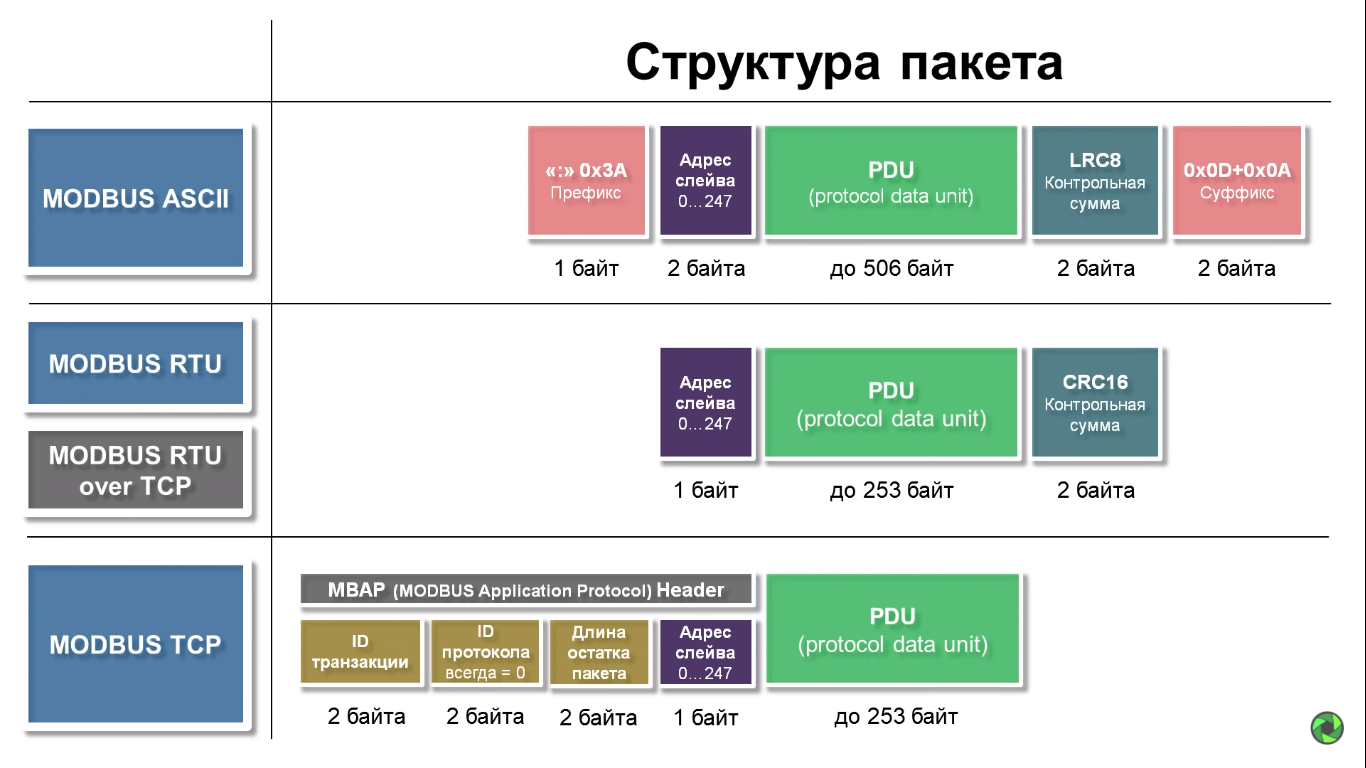 Структура пакета
MODBUS ASCII
«:» 0x3A
Префикс
Адрес
слейва
0…247
PDU
(protocol data unit)
LRC8
Контрольная
сумма
0x0D+0x0A
Суффикс
1 байт
2 байта
до 506 байт
2 байта
2 байта
MODBUS RTU
MODBUS RTU
over TCP
Адрес
слейва
0…247
PDU
(protocol data unit)
CRC16
Контрольная
сумма
1 байт
до 253 байт
2 байта
MODBUS TCP
MBAP (MODBUS Application Protocol) Header
ID
транзакции
ID
протокола
всегда = 0
Длина
остатка
пакета
Адрес
слейва
0…247
PDU
(protocol data unit)
2 байта
2 байта
2 байта
1 байт
до 253 байт